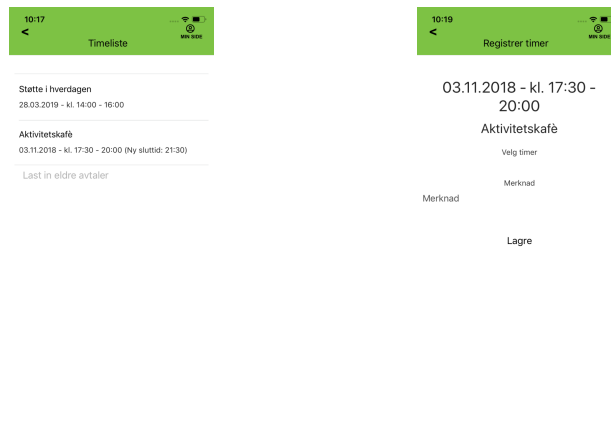 10:17
<
MIN SIDE
Timeliste
Støtte i hverdagen
28.03.2019 - kl. 14:00 - 16:00
Aktivitetskafè
03.11.2018 - kl. 17:30 - 20:00 (Ny sluttid: 21:30)
Last in eldre avtaler
10:19
<
MIN SIDE
Registrer timer
03.11.2018 - kl. 17:30 -
20:00
Aktivitetskafè
Velg timer
Merknad
Merknad
Lagre